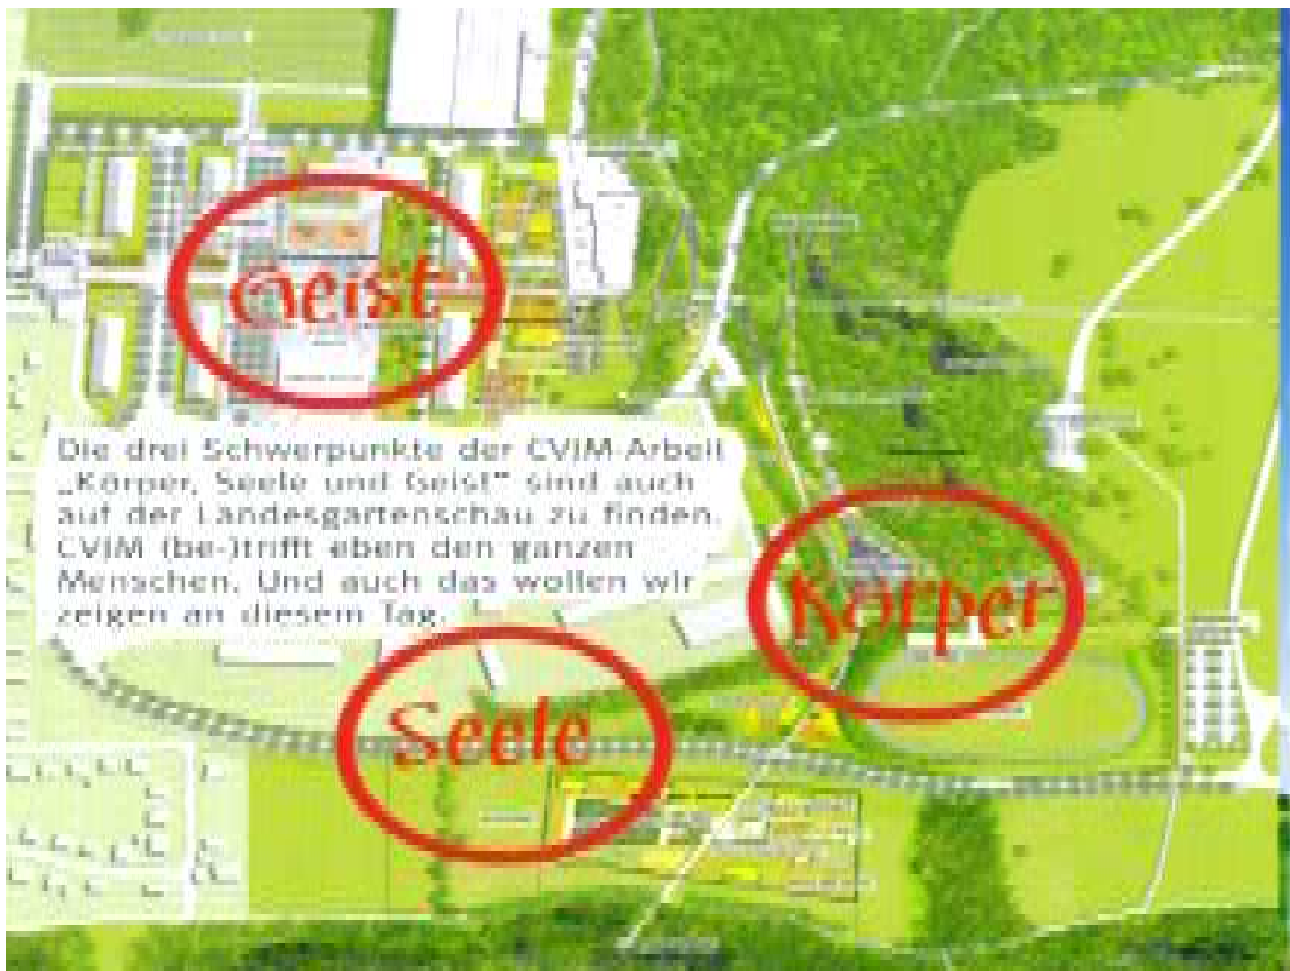 Geist
Die drei Schwerpunkte der CVJM-Arbeit
„Körper, Seele und Geist“ sind auch
auf der Landesgartenschau zu finden.
CVJM (be-)trifft eben den ganzen
Menschen. Und auch das wollen wir
zeigen an diesem Tag.
Körper
Seele